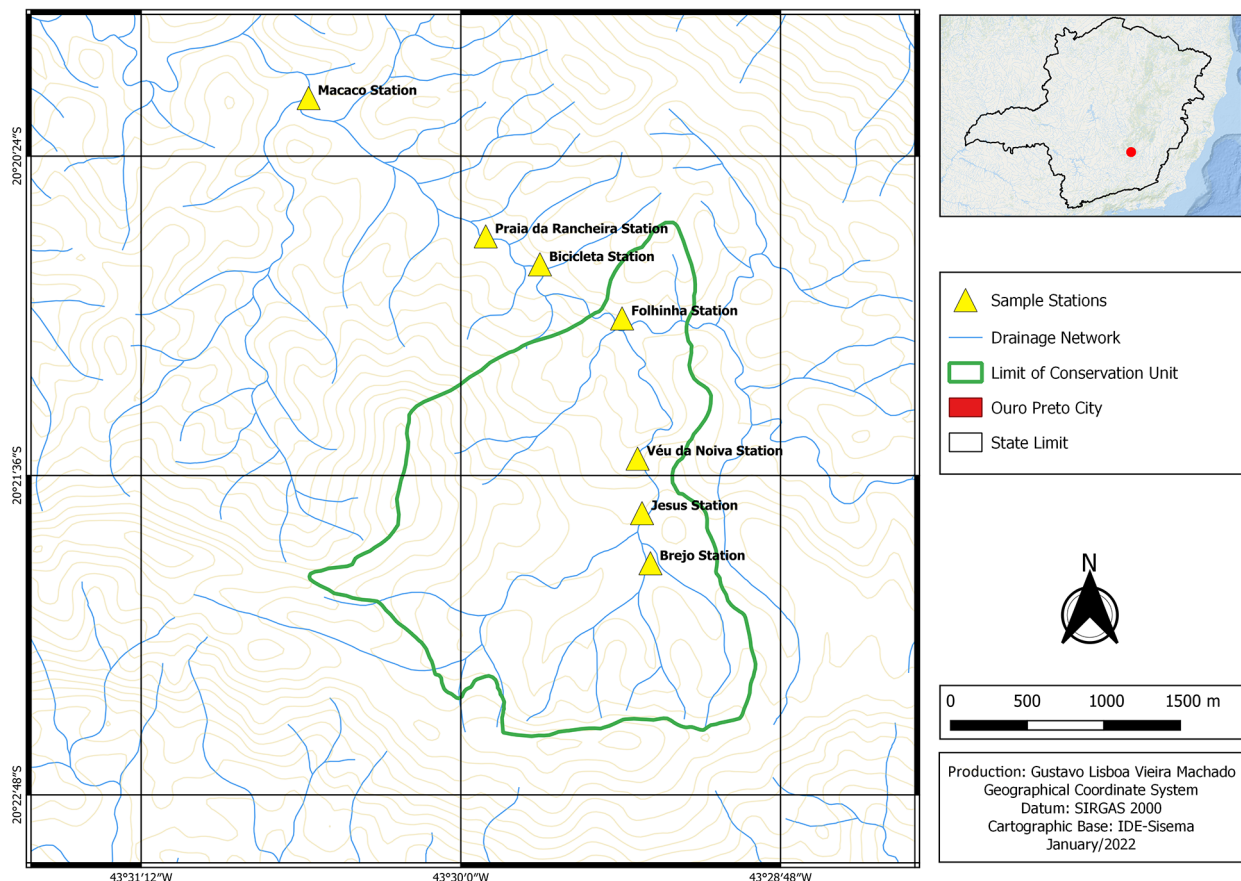 Macaco Station
Praia da Rancheira Station
Bicicleta Station
Folhinha Station
Véu da Noiva Station
Jesus Station
Brejo Station
20°20'24"S
20°21'36"S
20°22'48"S
43°31'12"W
43°30'0"W
43°28'48"W
Sample Stations
Drainage Network
Limit of Conservation Unit
Ouro Preto City
State Limit
N
0 500 1000 1500 m
Production: Gustavo Lisboa Vieira Machado
Geographical Coordinate System
Datum: SIRGAS 2000
Cartographic Base: IDE-Sisema
January/2022